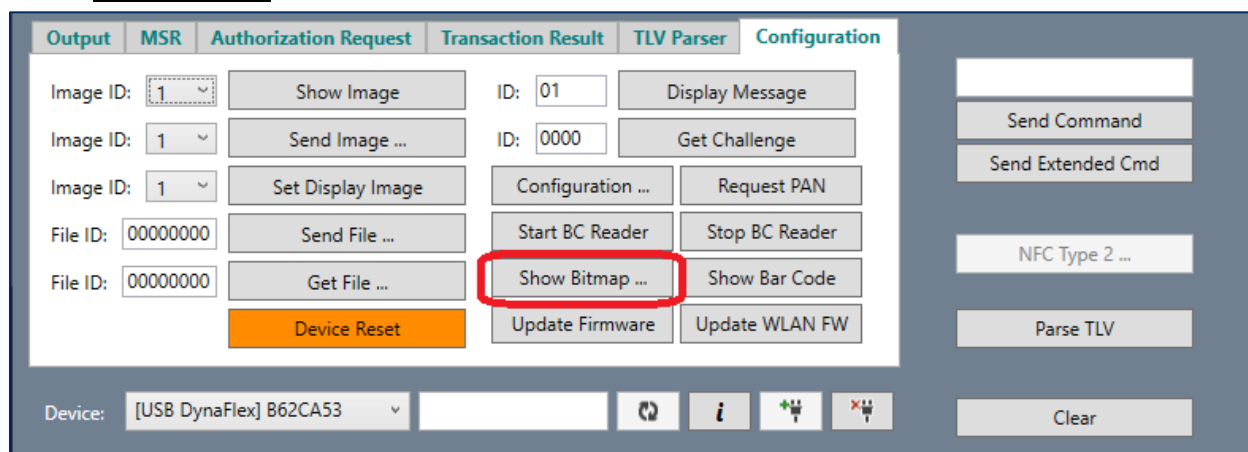 Output MSR Authorization Request Transaction Result TLV Parser Configuration
Image ID: 1 Show Image ID: 01 Display Message
Image ID: 1 Send Image ... ID: 0000 Get Challenge
Image ID: 1 Set Display Image Configuration ... Request PAN
File ID: 00000000 Send File ... Start BC Reader Stop BC Reader
File ID: 00000000 Get File ... Show Bitmap ... Show Bar Code
Device Reset Update Firmware Update WLAN FW
Send Command
Send Extended Cmd
NFC Type 2 ...
Parse TLV
Device: [USB DynaFlex] B62CA53 i
Clear